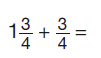 1 3/4 + 3/4 =